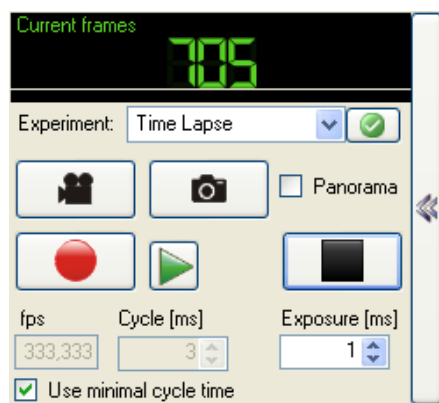 Current frames
705
Experiment: Time Lapse
Panorama
fps Cycle [ms] Exposure [ms]
333,333 3 1
Use minimal cycle time